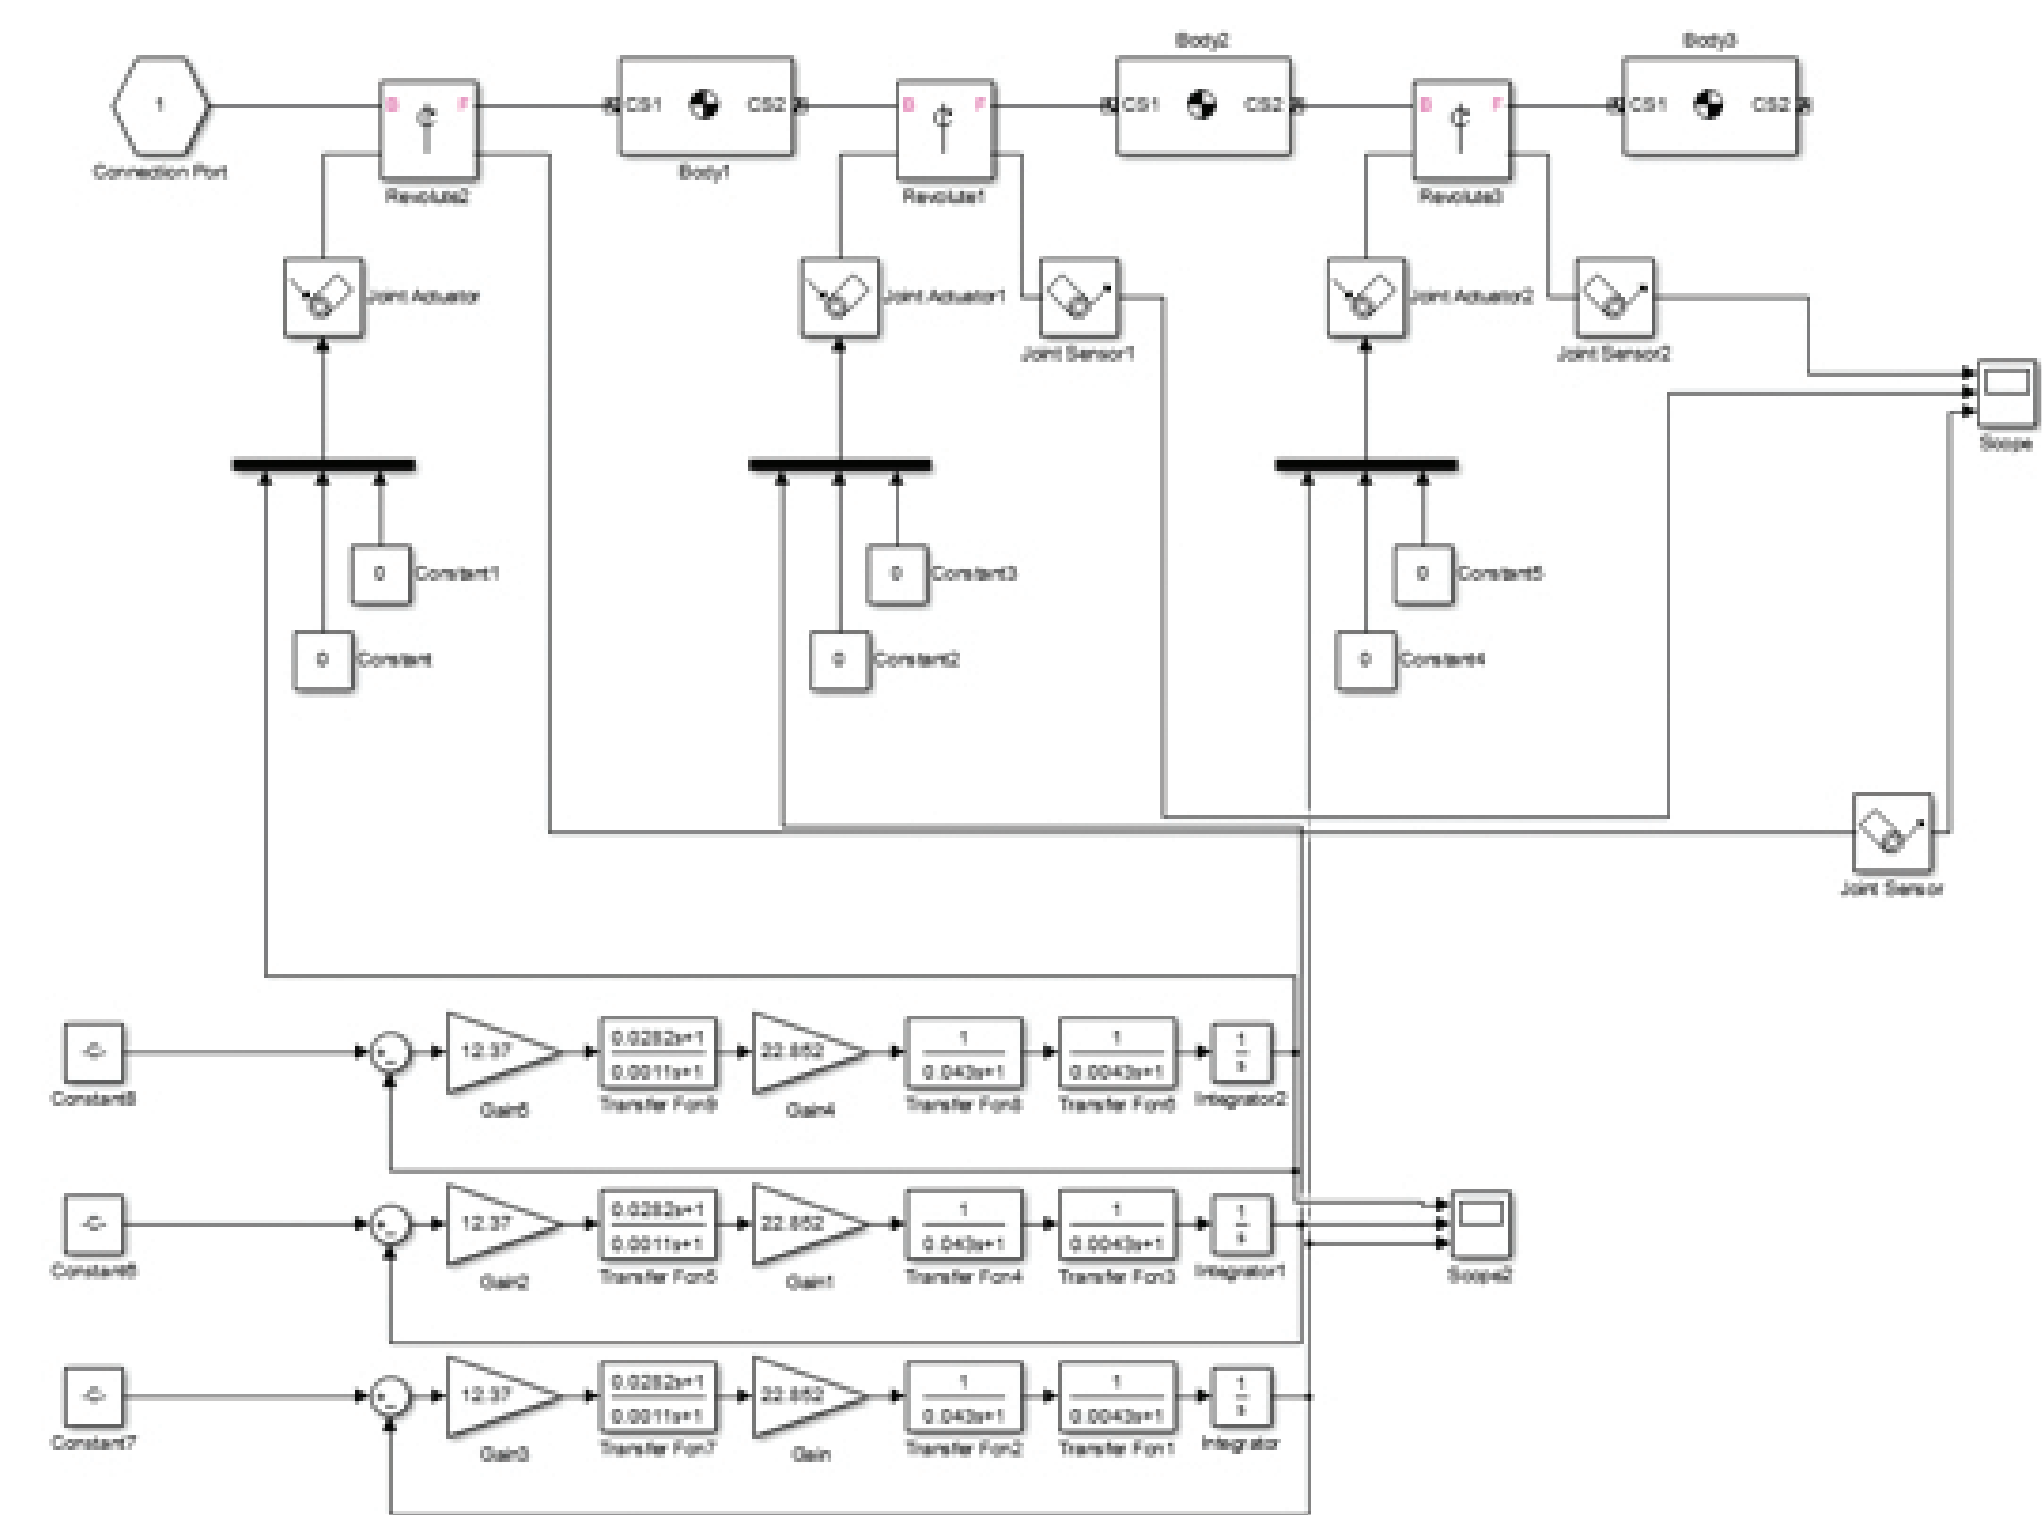 Body2
Body3
1
B F
CS1 CS2
B F
CS1 CS2
B F
CS1 CS2
Connection Port
Revolute2
Body1
Revolute1
Revolute3
Joint Actuator
Joint Actuator1
Joint Actuator2
Joint Sensor1
Joint Sensor2
Scope
0
Constant1
0
Constant3
0
Constant5
0
Constant
0
Constant2
0
Constant4
Joint Sensor
-C-
12.37
0.0282s+1
0.0011s+1
22.852
1
0.043s+1
1
0.0043s+1
1
s
Gain5
Transfer Fcn9
Gain4
Transfer Fcn8
Transfer Fcn6
Integrator2
-C-
12.37
0.0282s+1
0.0011s+1
22.852
1
0.043s+1
1
0.0043s+1
1
s
Constant6
Gain2
Transfer Fcn5
Gain1
Transfer Fcn4
Transfer Fcn3
Integrator1
Scope2
-C-
12.37
0.0282s+1
0.0011s+1
22.852
1
0.043s+1
1
0.0043s+1
1
s
Constant7
Gain3
Transfer Fcn7
Gain
Transfer Fcn2
Transfer Fcn1
Integrator